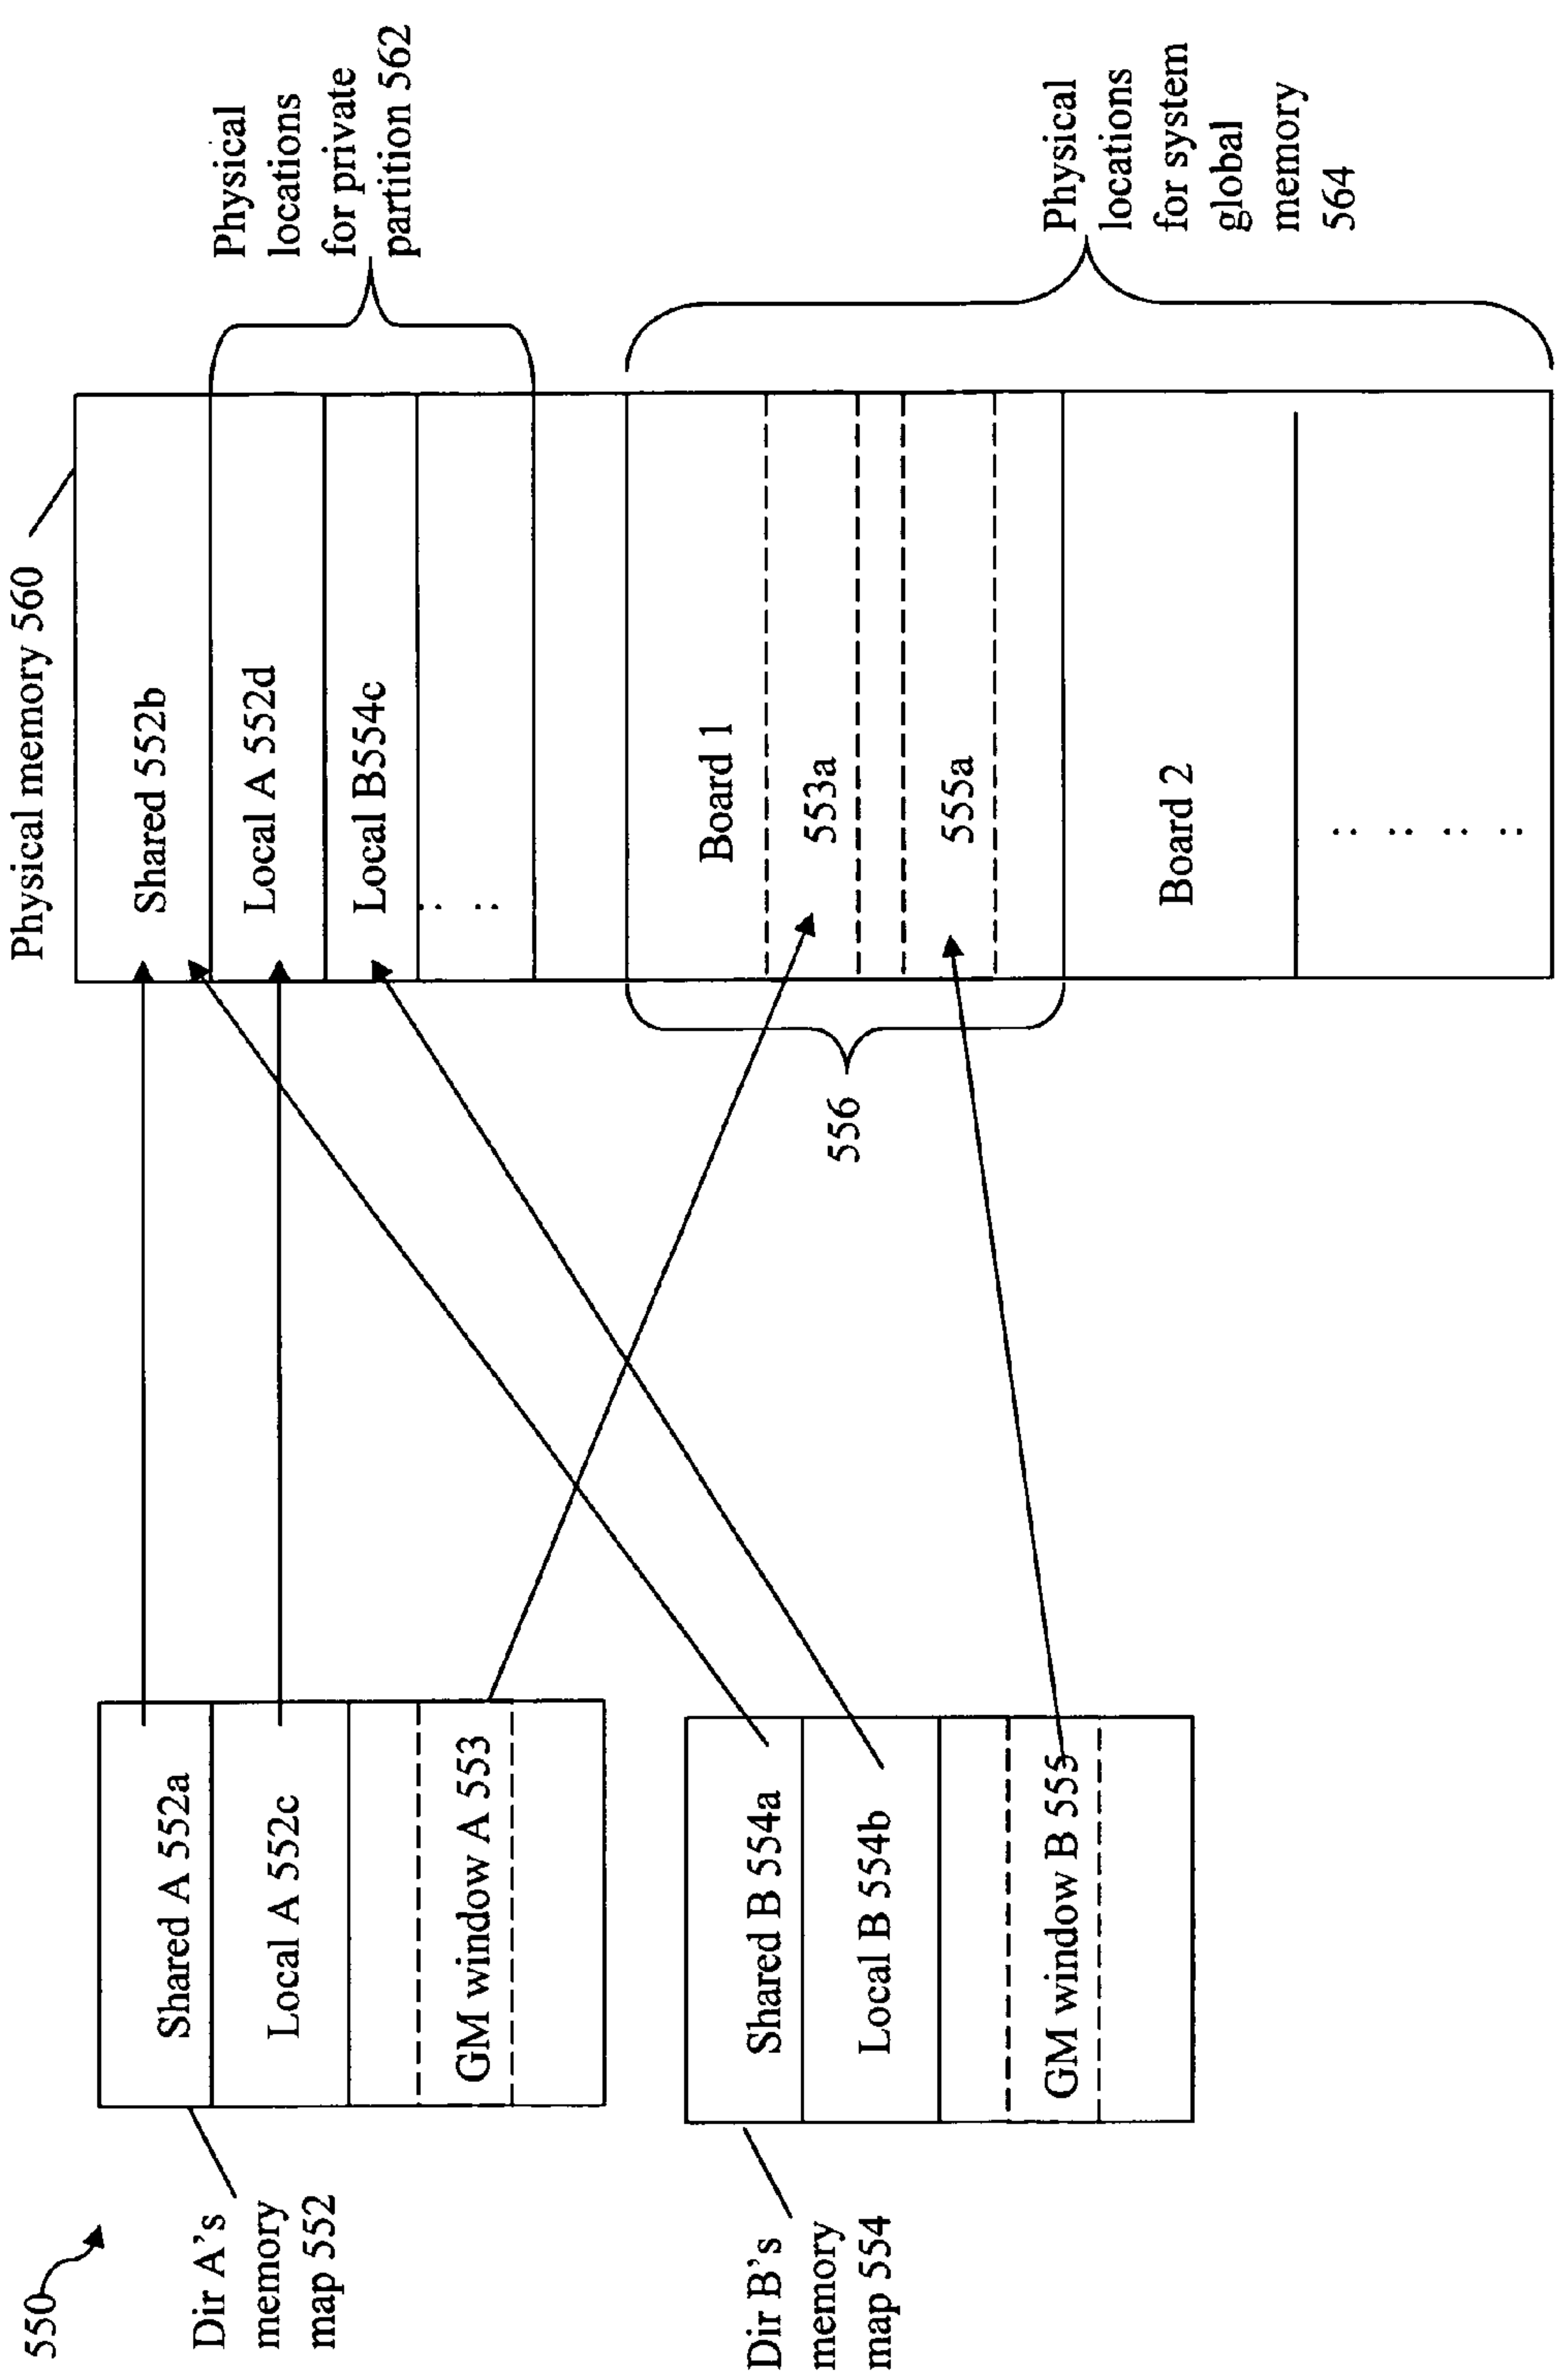 550
Dir A's
memory
map 552
Shared A 552a
Local A 552c
GM window A 553
Dir B's
memory
map 554
Shared B 554a
Local B 554b
GM window B 555
Physical memory 560
Shared 552b
Local A 552d
Local B554c
Board 1
553a
555a
556
Board 2
Physical
locations
for private
partition 562
Physical
locations
for system
global
memory
564